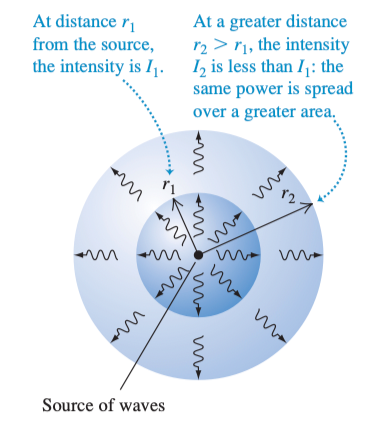 At distance r₁
from the source,
the intensity is I₁.
At a greater distance
r₂ > r₁, the intensity
I₂ is less than I₁: the
same power is spread
over a greater area.
r₁
r₂
Source of waves